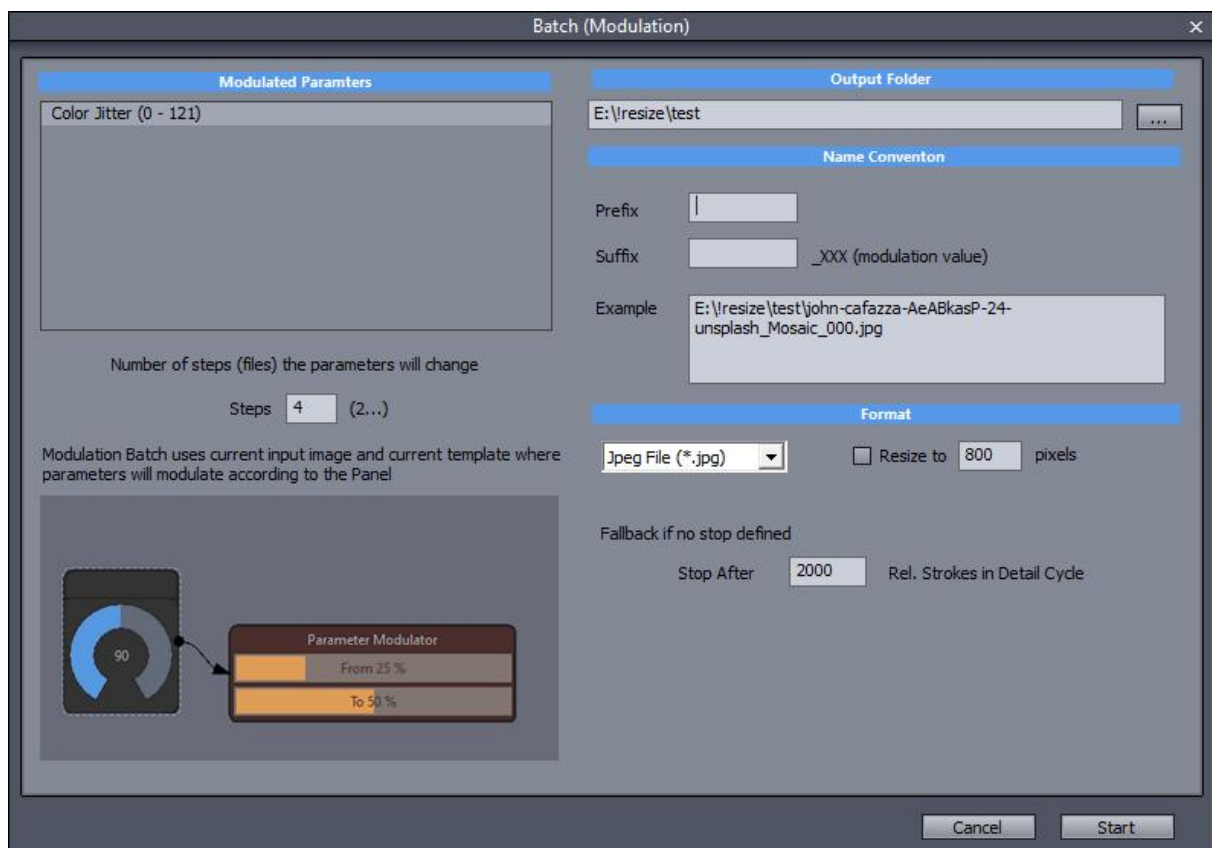 Batch (Modulation)
Modulated Paramters
Color Jitter (0 - 121)
Number of steps (files) the parameters will change
Steps 4 (2...)
Modulation Batch uses current input image and current template where
parameters will modulate according to the Panel
90
Parameter Modulator
From 25 %
To 50 %
Output Folder
E:\!resize\test
...
Name Conventon
Prefix
Suffix _XXX (modulation value)
Example E:\!resize\test\john-cafazza-AeABkasP-24-
unsplash_Mosaic_000.jpg
Format
Jpeg File (*.jpg) Resize to 800 pixels
Fallback if no stop defined
Stop After 2000 Rel. Strokes in Detail Cycle
Cancel Start